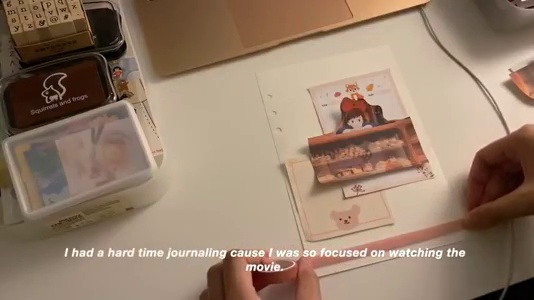 Squirrels and frogs
I had a hard time journaling cause I was so focused on watching the
movie.